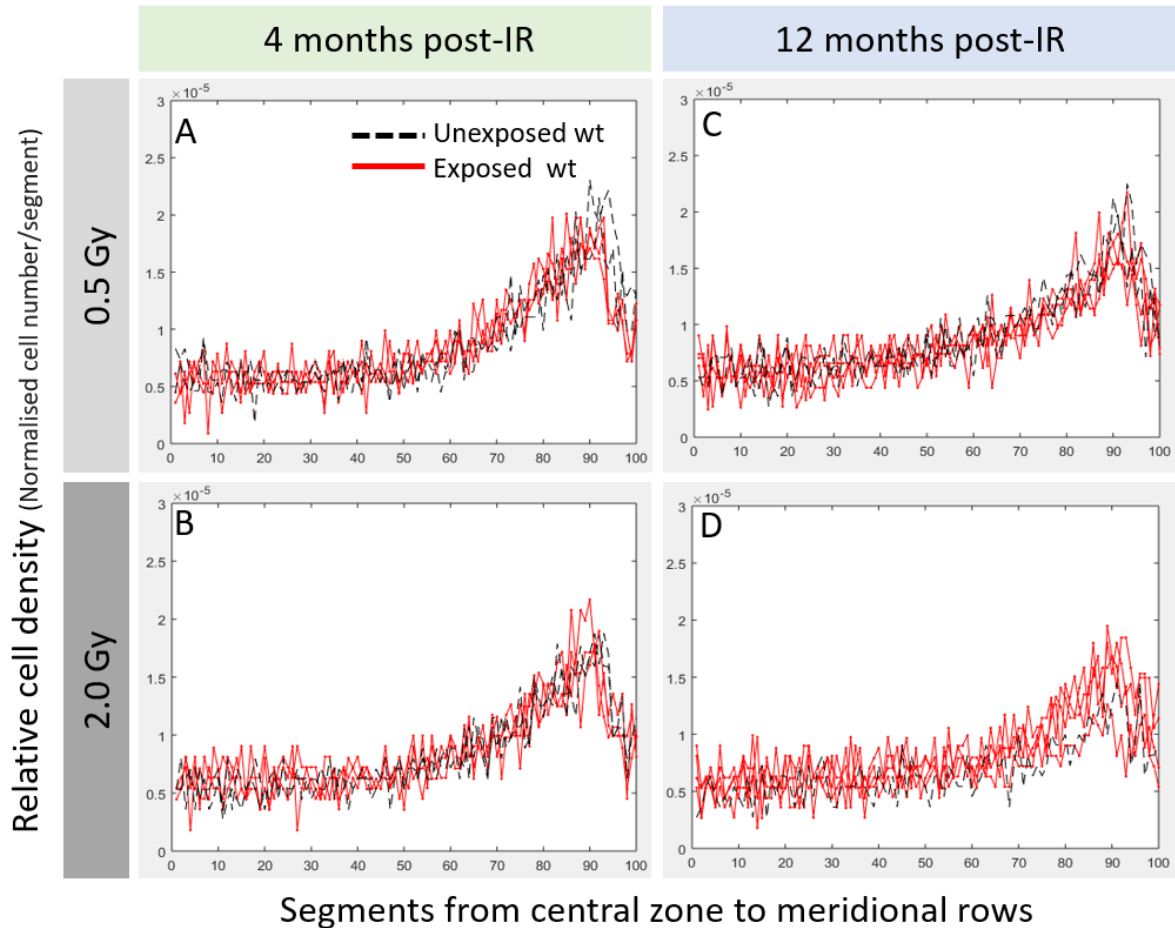 4 months post-IR
12 months post-IR
Relative cell density (Normalised cell number/segment)
0.5 Gy
2.0 Gy
× 10-5
A
Unexposed wt
Exposed wt
3
2.5
2
1.5
1
0.5
0
0 10 20 30 40 50 60 70 80 90 100
× 10-5
C
3
2.5
2
1.5
1
0.5
0
0 10 20 30 40 50 60 70 80 90 100
× 10-5
B
3
2.5
2
1.5
1
0.5
0
0 10 20 30 40 50 60 70 80 90 100
× 10-5
D
3
2.5
2
1.5
1
0.5
0
0 10 20 30 40 50 60 70 80 90 100
Segments from central zone to meridional rows